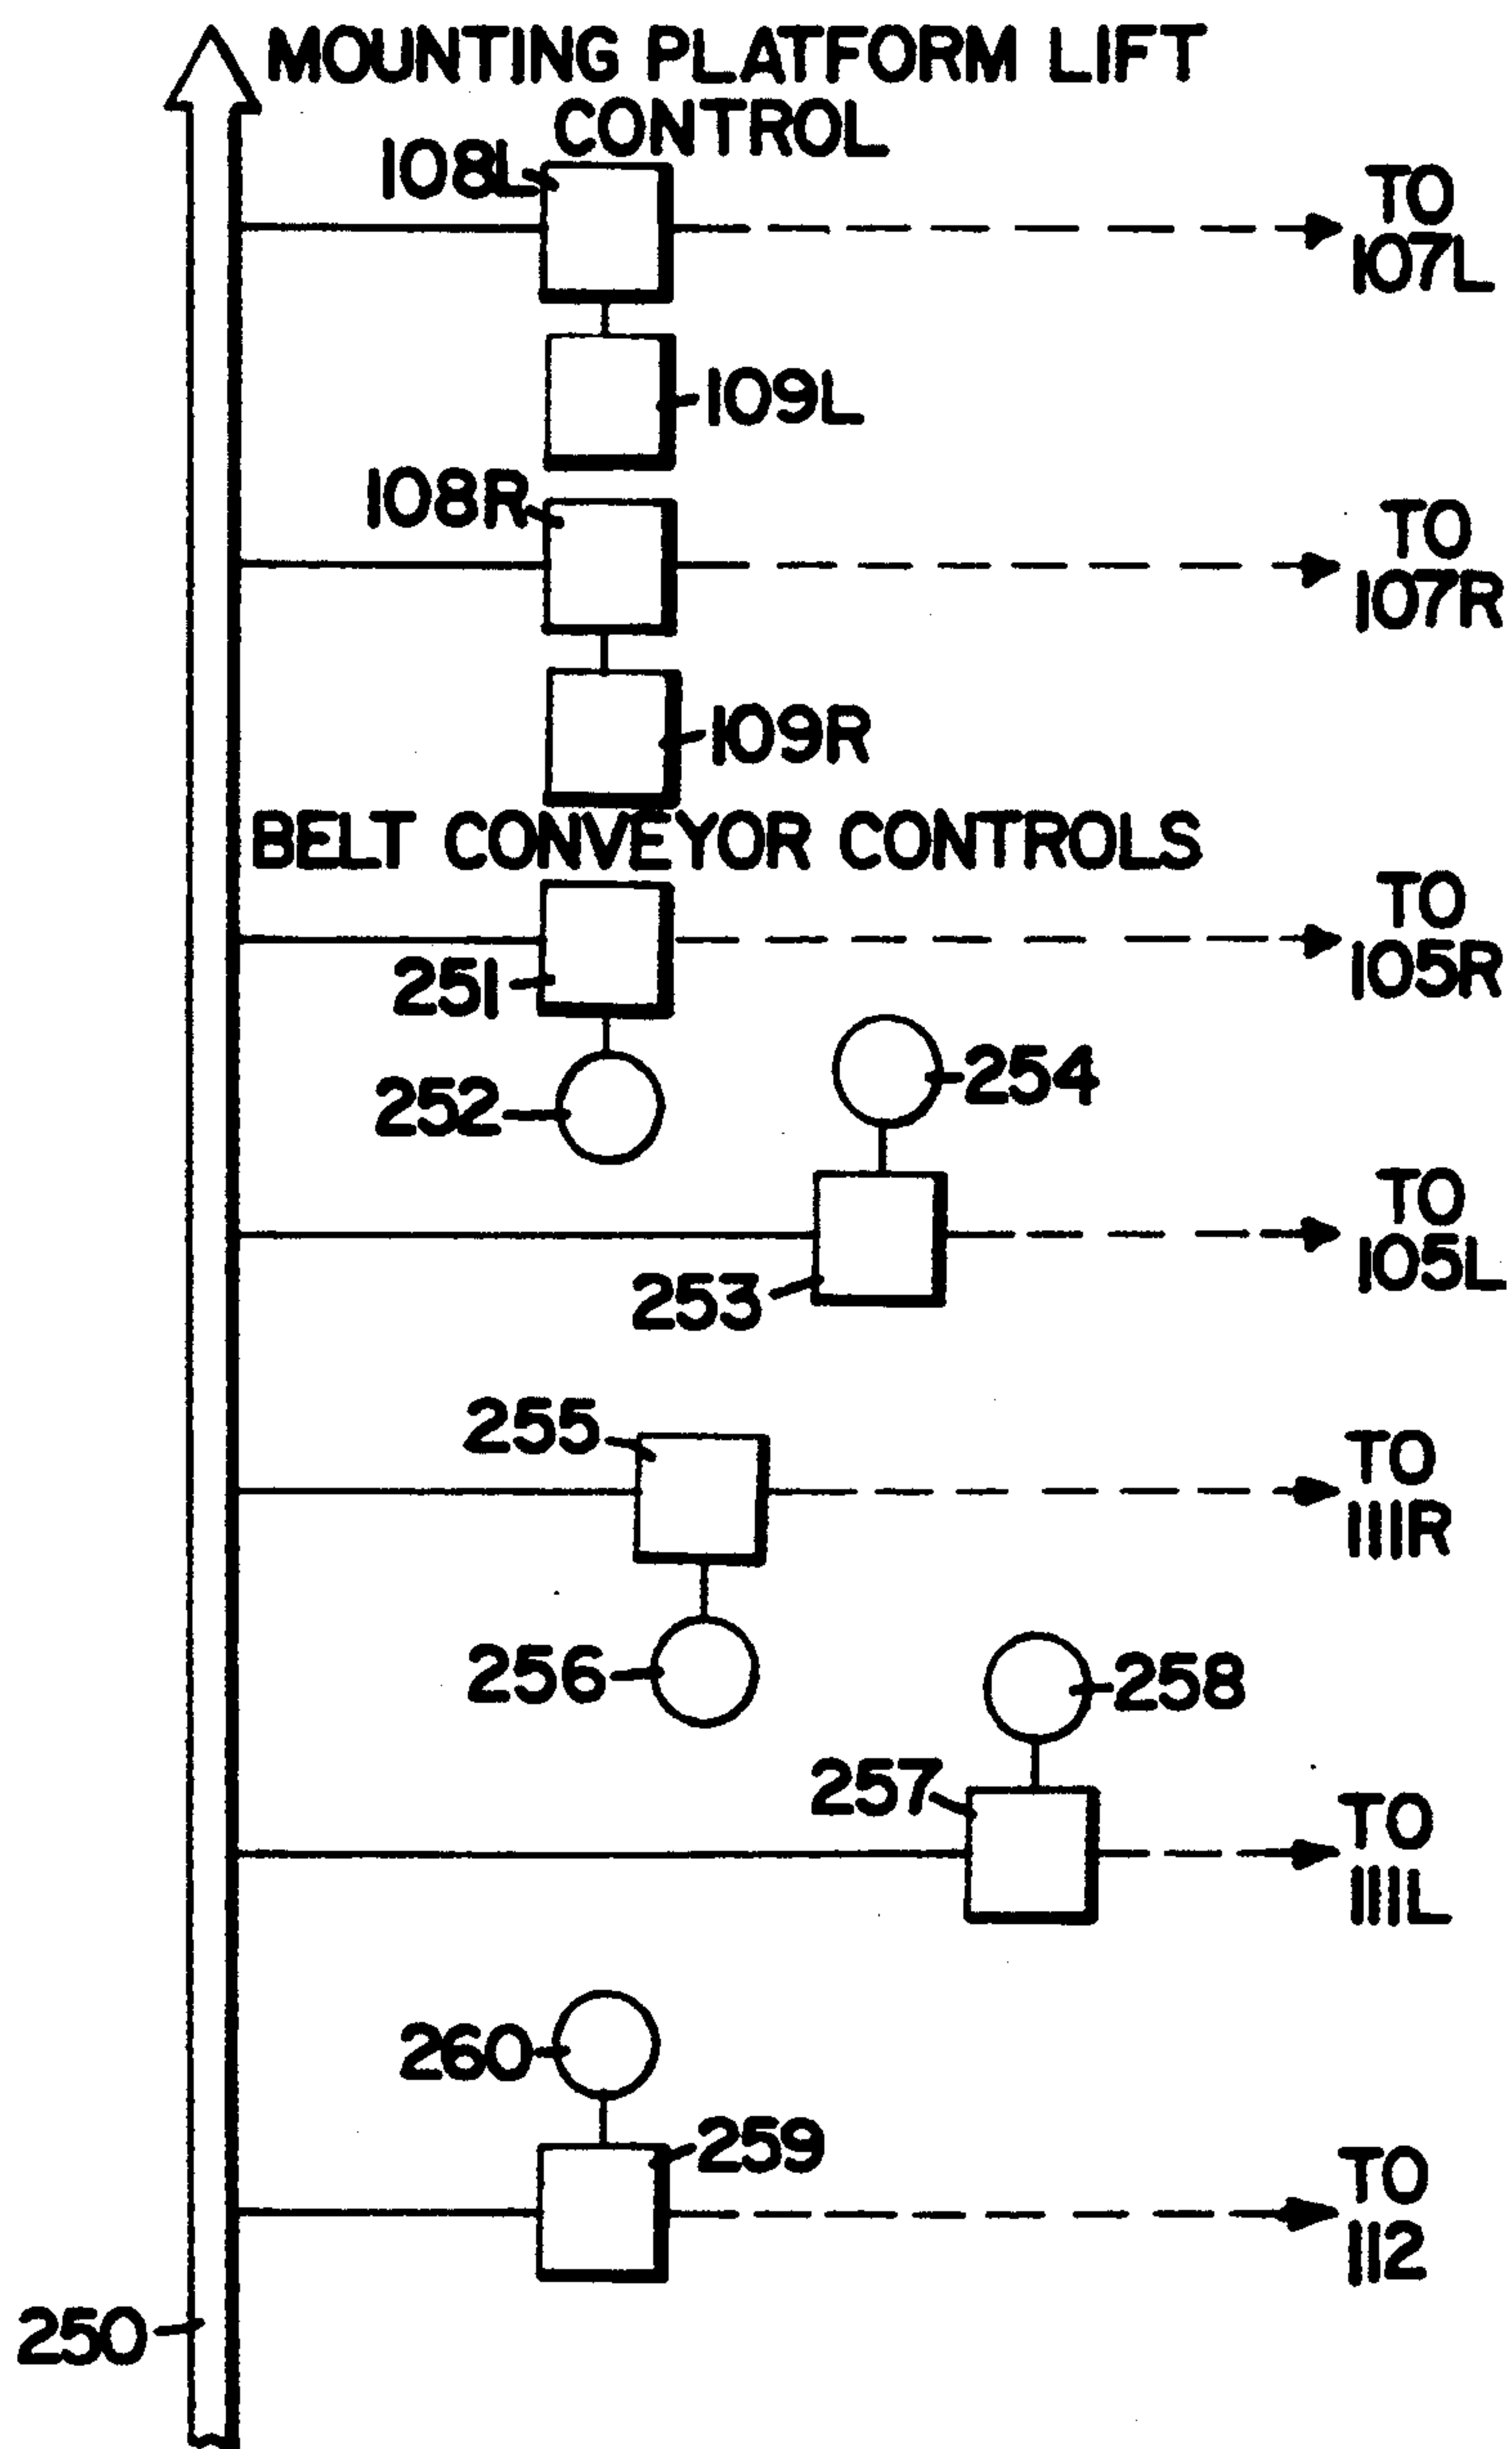 MOUNTING PLATFORM LIFT
CONTROL
108L
TO
107L
109L
108R
TO
107R
109R
BELT CONVEYOR CONTROLS
251
TO
105R
252
254
253
TO
105L
255
TO
111R
256
258
257
TO
111L
260
259
TO
112
250